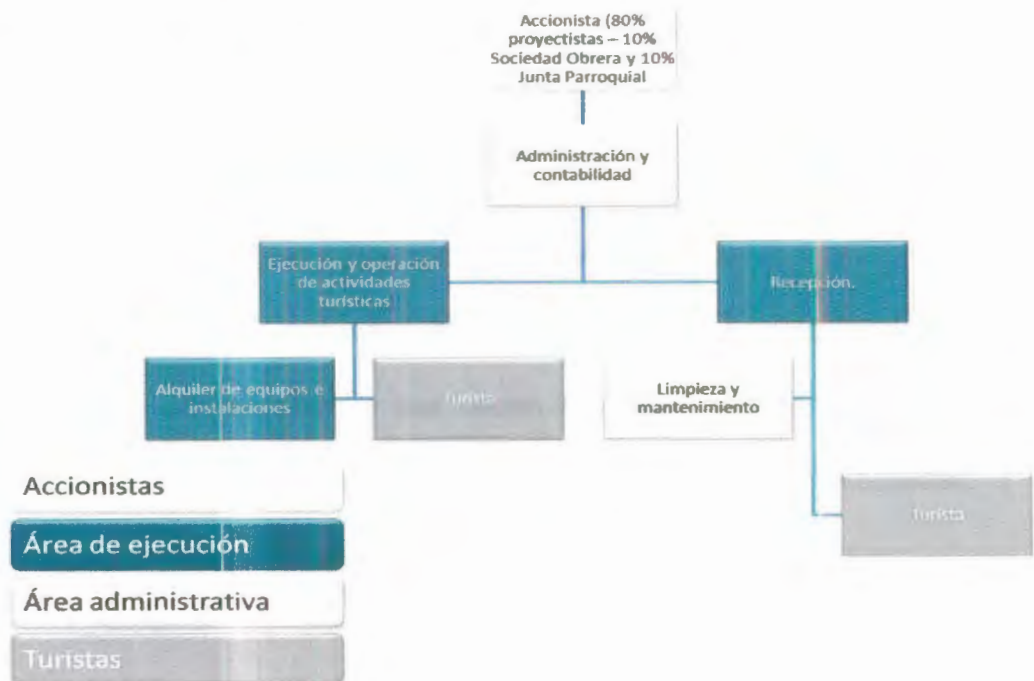 Accionista (80%
proyectistas – 10%
Sociedad Obrera y 10%
Junta Parroquial
Administración y
contabilidad
Ejecución y operación
de actividades
turísticas
Recepción.
Alquiler de equipos e
instalaciones
Turista
Limpieza y
mantenimiento
Turista
Accionistas
Área de ejecución
Área administrativa
Turistas